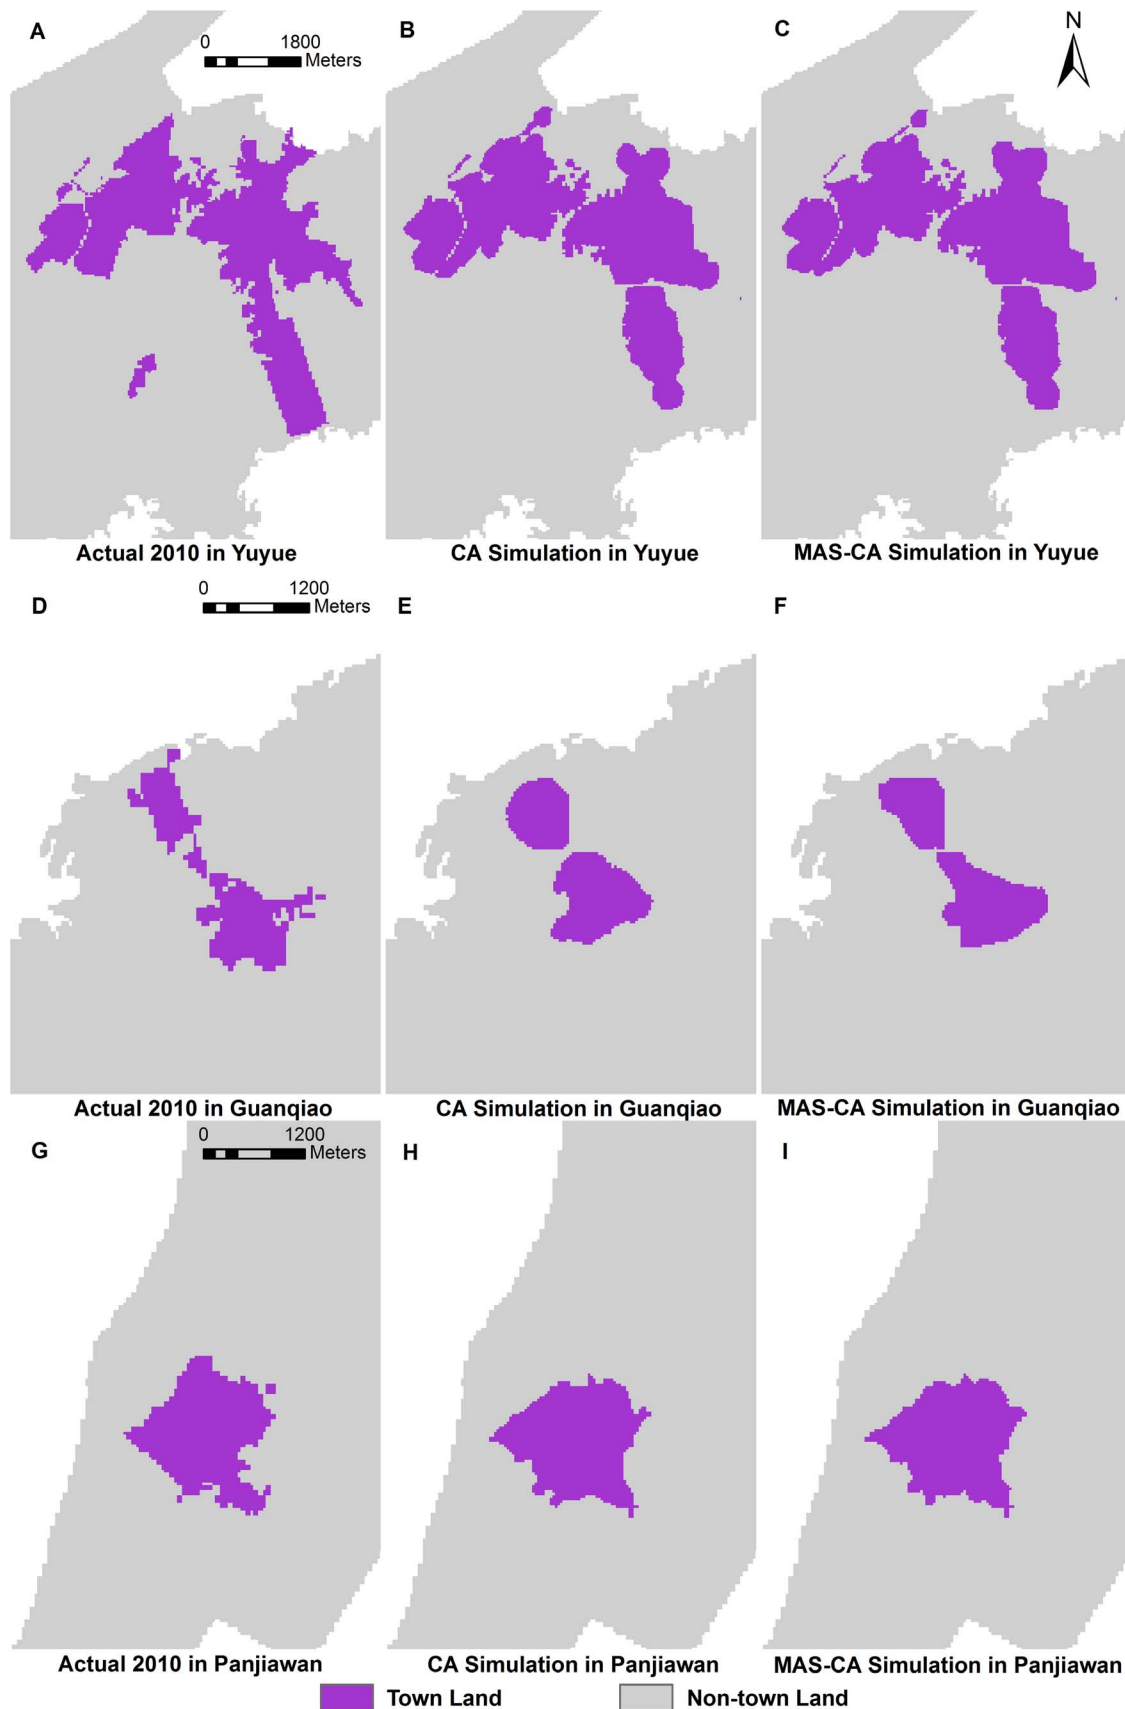 A
B
C
N
0 1800
Meters
Actual 2010 in Yuyue
CA Simulation in Yuyue
MAS-CA Simulation in Yuyue
D
0 1200
Meters
E
F
Actual 2010 in Guanqiao
CA Simulation in Guanqiao
MAS-CA Simulation in Guanqiao
G
0 1200
Meters
H
I
Actual 2010 in Panjiawan
CA Simulation in Panjiawan
MAS-CA Simulation in Panjiawan
Town Land
Non-town Land